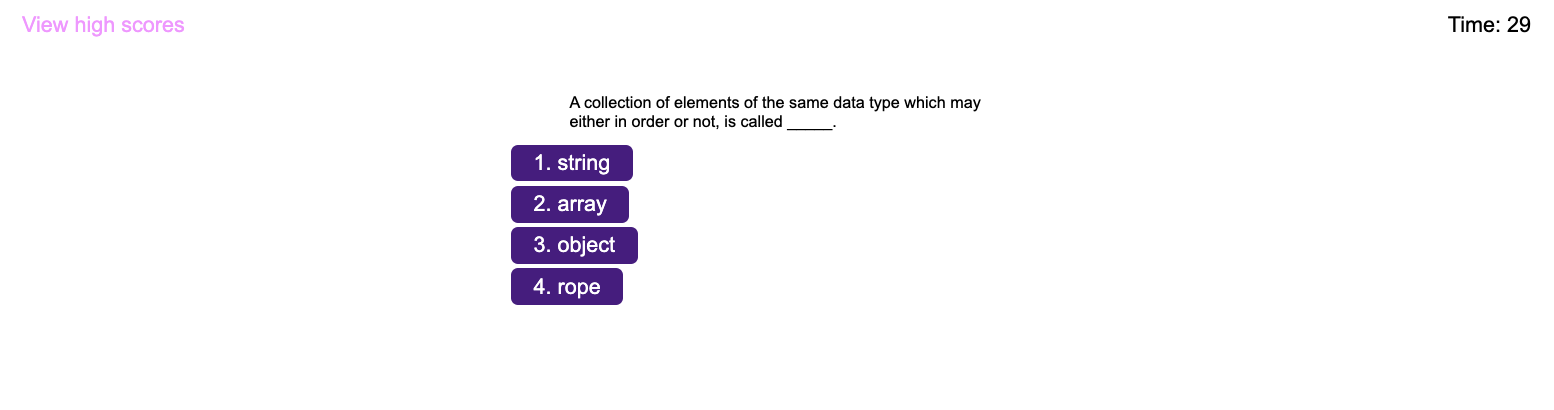 View high scores
Time: 29
A collection of elements of the same data type which may
either in order or not, is called _____.
1. string
2. array
3. object
4. rope